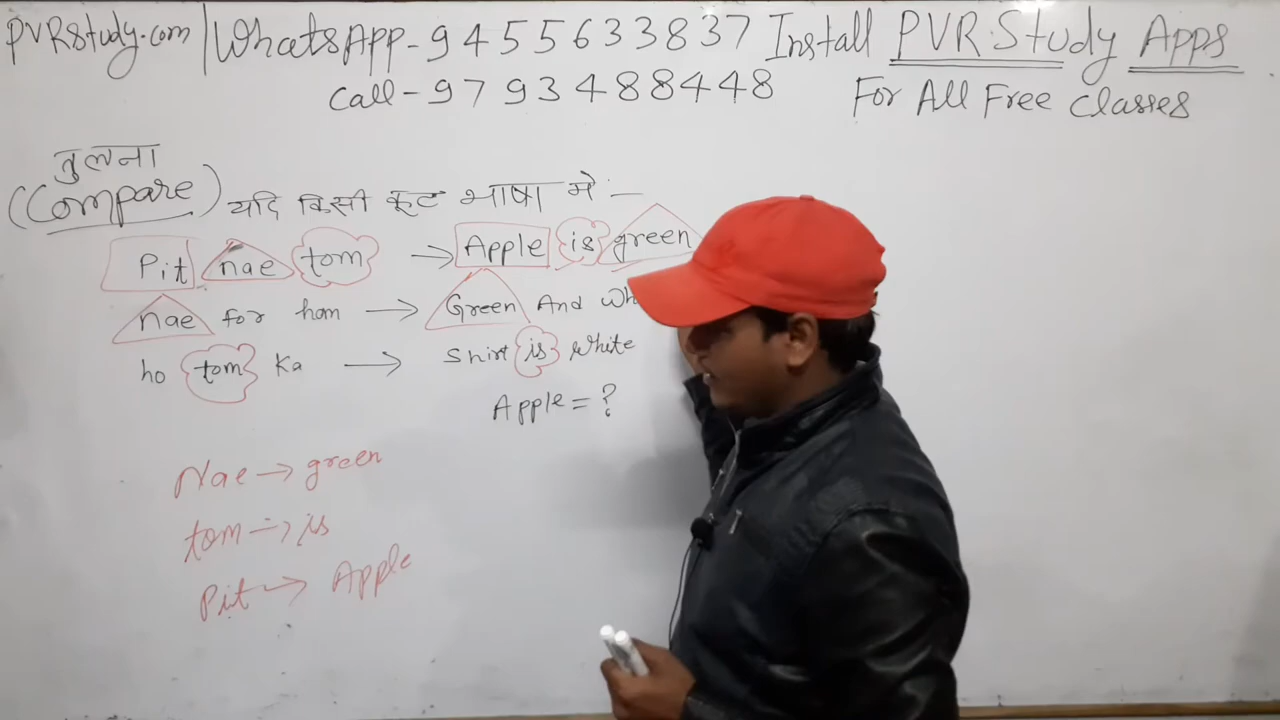 PVRStudy.com | WhatsApp - 9455633837 Install PVR Study Apps
Call - 9793488448 For All Free Classes
तुलना
(Compare) यदि किसी कूट भाषा में :-
Pit nae tom → Apple is green
nae for ham → Green And
ho tom ka → Shirt is white
Apple = ?
Nae → green
tom → is
Pit → Apple